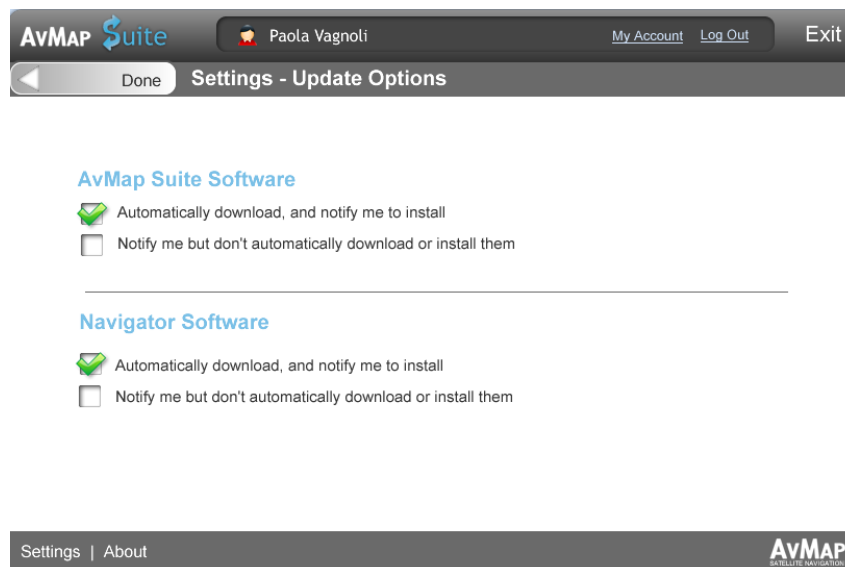 AvMap Suite Paola Vagnoli My Account Log Out Exit
Done Settings - Update Options
AvMap Suite Software
Automatically download, and notify me to install
Notify me but don't automatically download or install them
Navigator Software
Automatically download, and notify me to install
Notify me but don't automatically download or install them
Settings | About AvMap
SATELLITE NAVIGATION